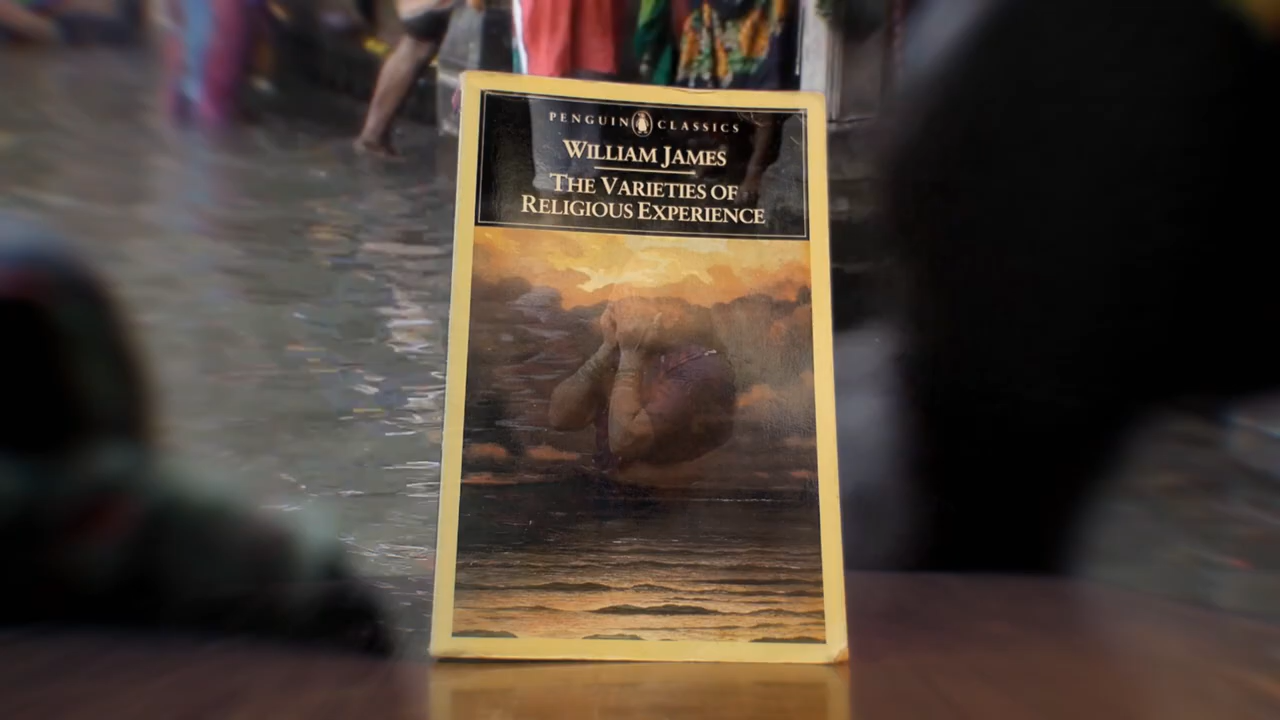 PENGUIN CLASSICS
WILLIAM JAMES
THE VARIETIES OF
RELIGIOUS EXPERIENCE